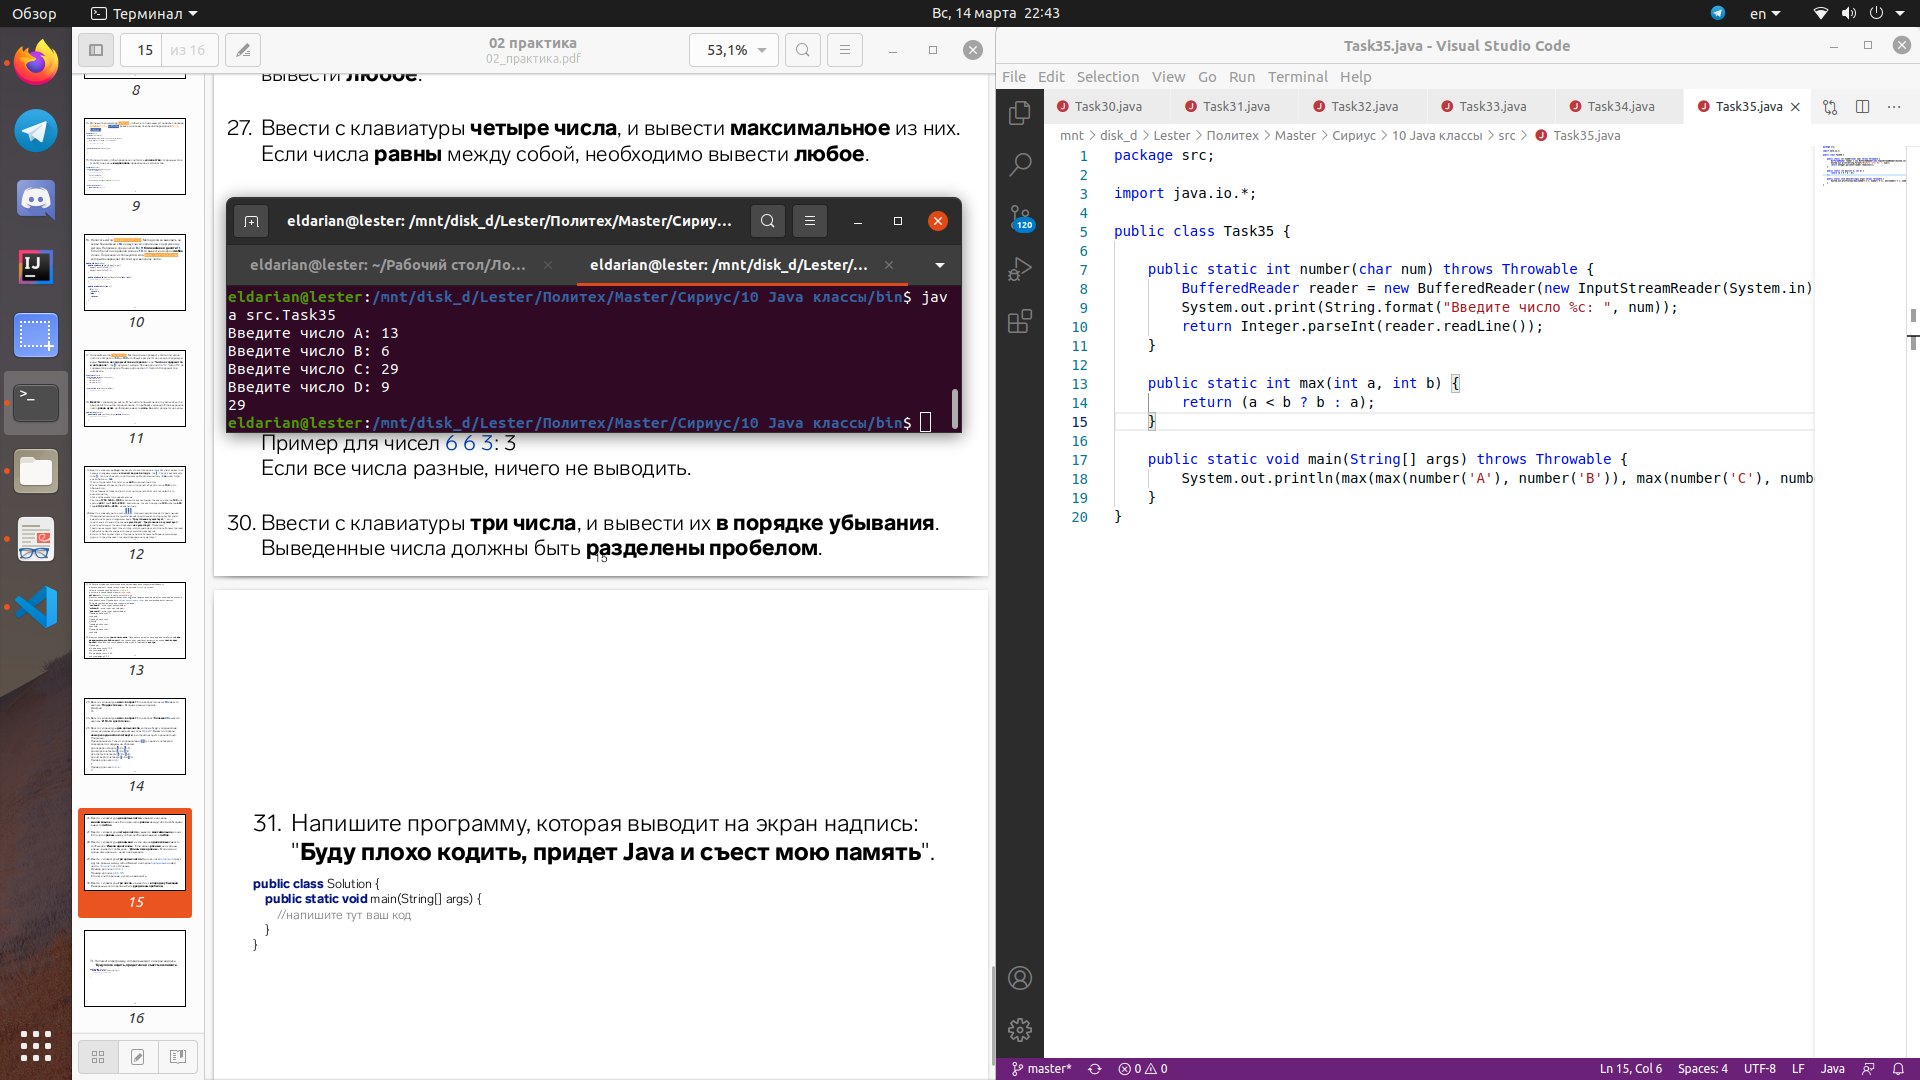 Обзор
Терминал
Вс, 14 марта 22:43
en
15
из 16
02 практика
02_практика.pdf
53,1%
8
9
10
11
12
13
14
15
16
вывести любое.
27. Ввести с клавиатуры четыре числа, и вывести максимальное из них.
Если числа равны между собой, необходимо вывести любое.
eldarian@lester: /mnt/disk_d/Lester/Политех/Master/Сириу...
eldarian@lester: ~/Рабочий стол/Ло...
eldarian@lester: /mnt/disk_d/Lester/...
eldarian@lester:/mnt/disk_d/Lester/Политех/Master/Сириус/10 Java классы/bin$ jav
a src.Task35
Введите число A: 13
Введите число B: 6
Введите число C: 29
Введите число D: 9
29
eldarian@lester:/mnt/disk_d/Lester/Политех/Master/Сириус/10 Java классы/bin$
Пример для чисел 6 6 3: 3
Если все числа разные, ничего не выводить.
30. Ввести с клавиатуры три числа, и вывести их в порядке убывания.
Выведенные числа должны быть разделены пробелом.
15
31. Напишите программу, которая выводит на экран надпись:
"Буду плохо кодить, придет Java и съест мою память".
public class Solution {
public static void main(String[] args) {
//напишите тут ваш код
}
}
Task35.java - Visual Studio Code
File Edit Selection View Go Run Terminal Help
Task30.java
Task31.java
Task32.java
Task33.java
Task34.java
Task35.java
mnt > disk_d > Lester > Политех > Master > Сириус > 10 Java классы > src > Task35.java
120
1 package src;
2
3 import java.io.*;
4
5 public class Task35 {
6
7 public static int number(char num) throws Throwable {
8 BufferedReader reader = new BufferedReader(new InputStreamReader(System.in)
9 System.out.print(String.format("Введите число %c: ", num));
10 return Integer.parseInt(reader.readLine());
11 }
12
13 public static int max(int a, int b) {
14 return (a < b ? b : a);
15 }
16
17 public static void main(String[] args) throws Throwable {
18 System.out.println(max(max(number('A'), number('B')), max(number('C'), numb
19 }
20 }
master*
0 0
Ln 15, Col 6
Spaces: 4
UTF-8
LF
Java